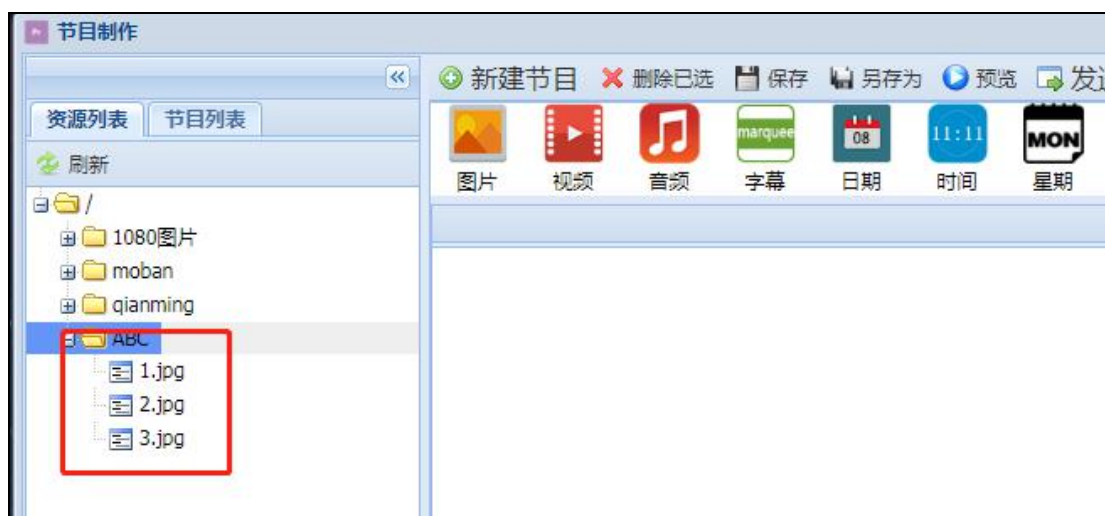 节目制作
新建节目 删除已选 保存 另存为 预览
资源列表 节目列表
marquee 08 11:11 MON
刷新
图片 视频 音频 字幕 日期 时间 星期
/
1080图片
moban
qianming
ABC
1.jpg
2.jpg
3.jpg